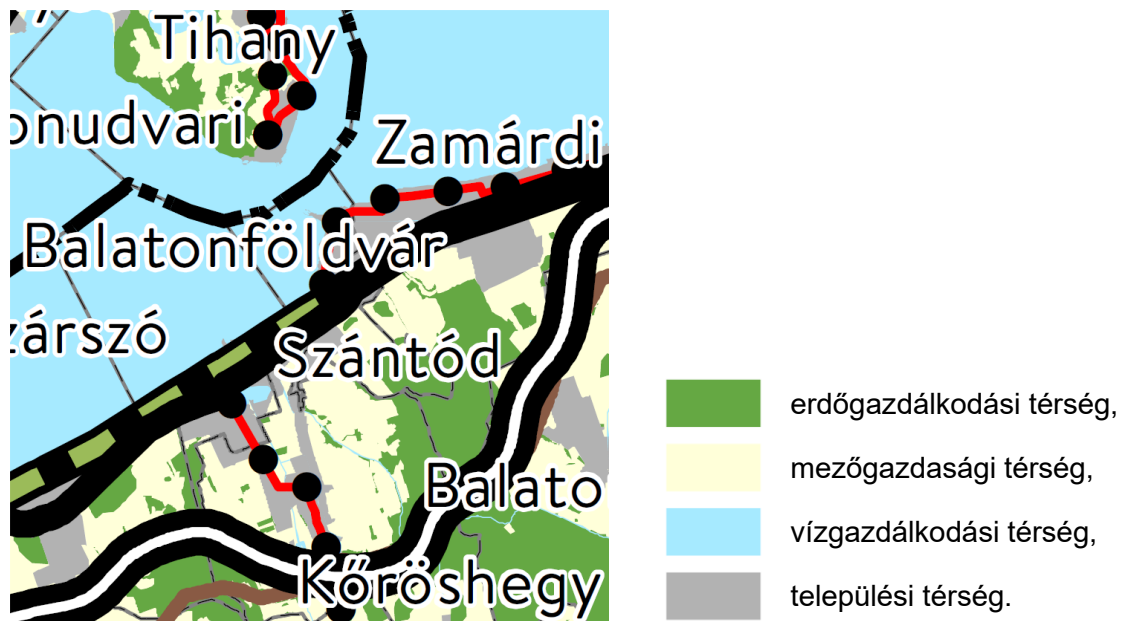 Tihany
onudvari
Zamárdi
Balatonföldvár
zárszó
Szántód
Balato
Kőröshegy
erdőgazdálkodási térség,
mezőgazdasági térség,
vízgazdálkodási térség,
települési térség.